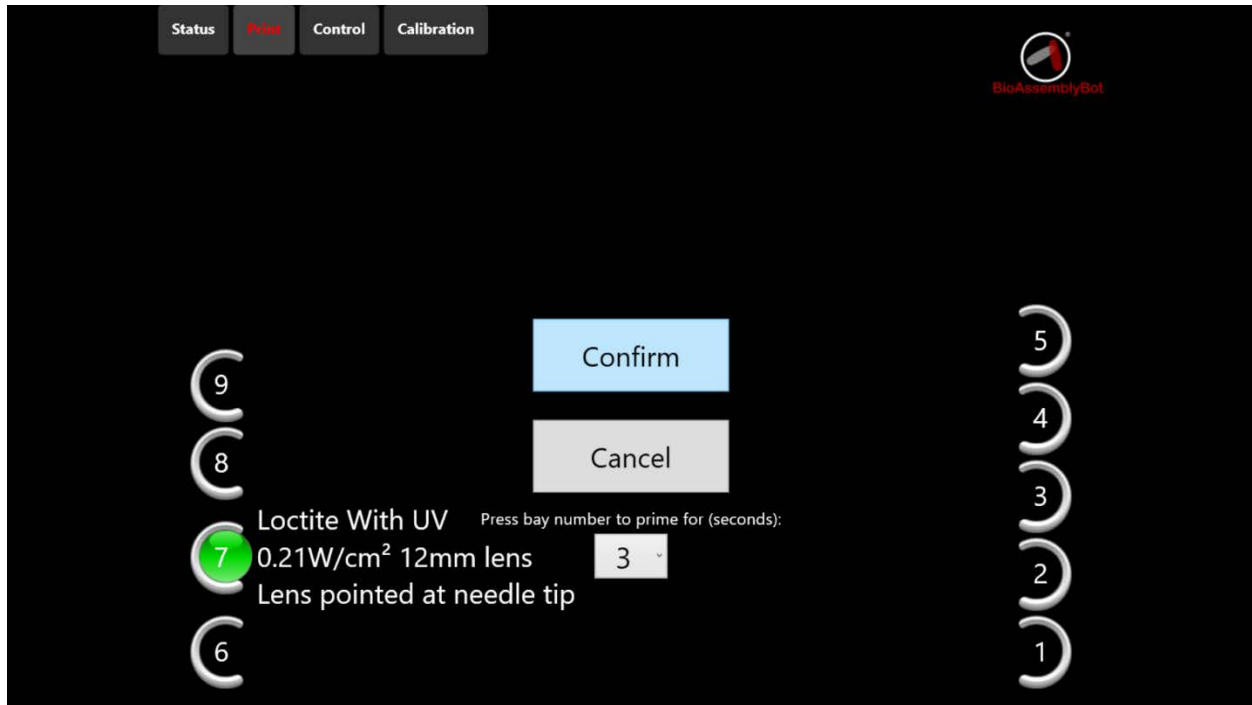 Status Print Control Calibration
BioAssemblyBot®
Confirm
Cancel
9
8
7
6
Loctite With UV
0.21W/cm² 12mm lens
Lens pointed at needle tip
Press bay number to prime for (seconds):
3
5
4
3
2
1